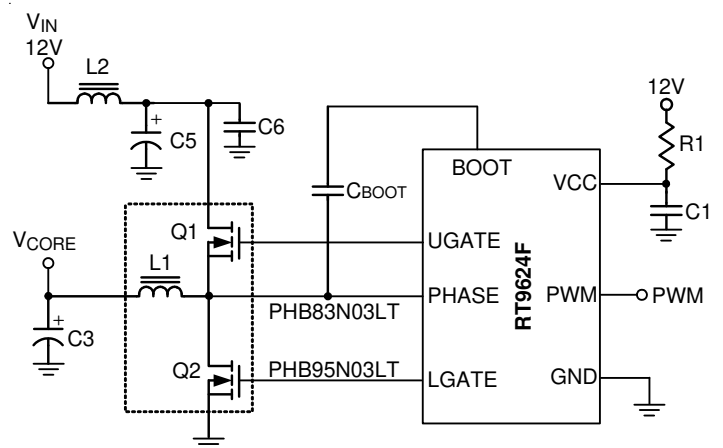 VIN
12V
L2
12V
C5
C6
R1
CBOOT
BOOT
VCC
C1
VCORE
Q1
UGATE
L1
RT9624F
PHASE
PWM
PWM
PHB83N03LT
C3
Q2
PHB95N03LT
LGATE
GND